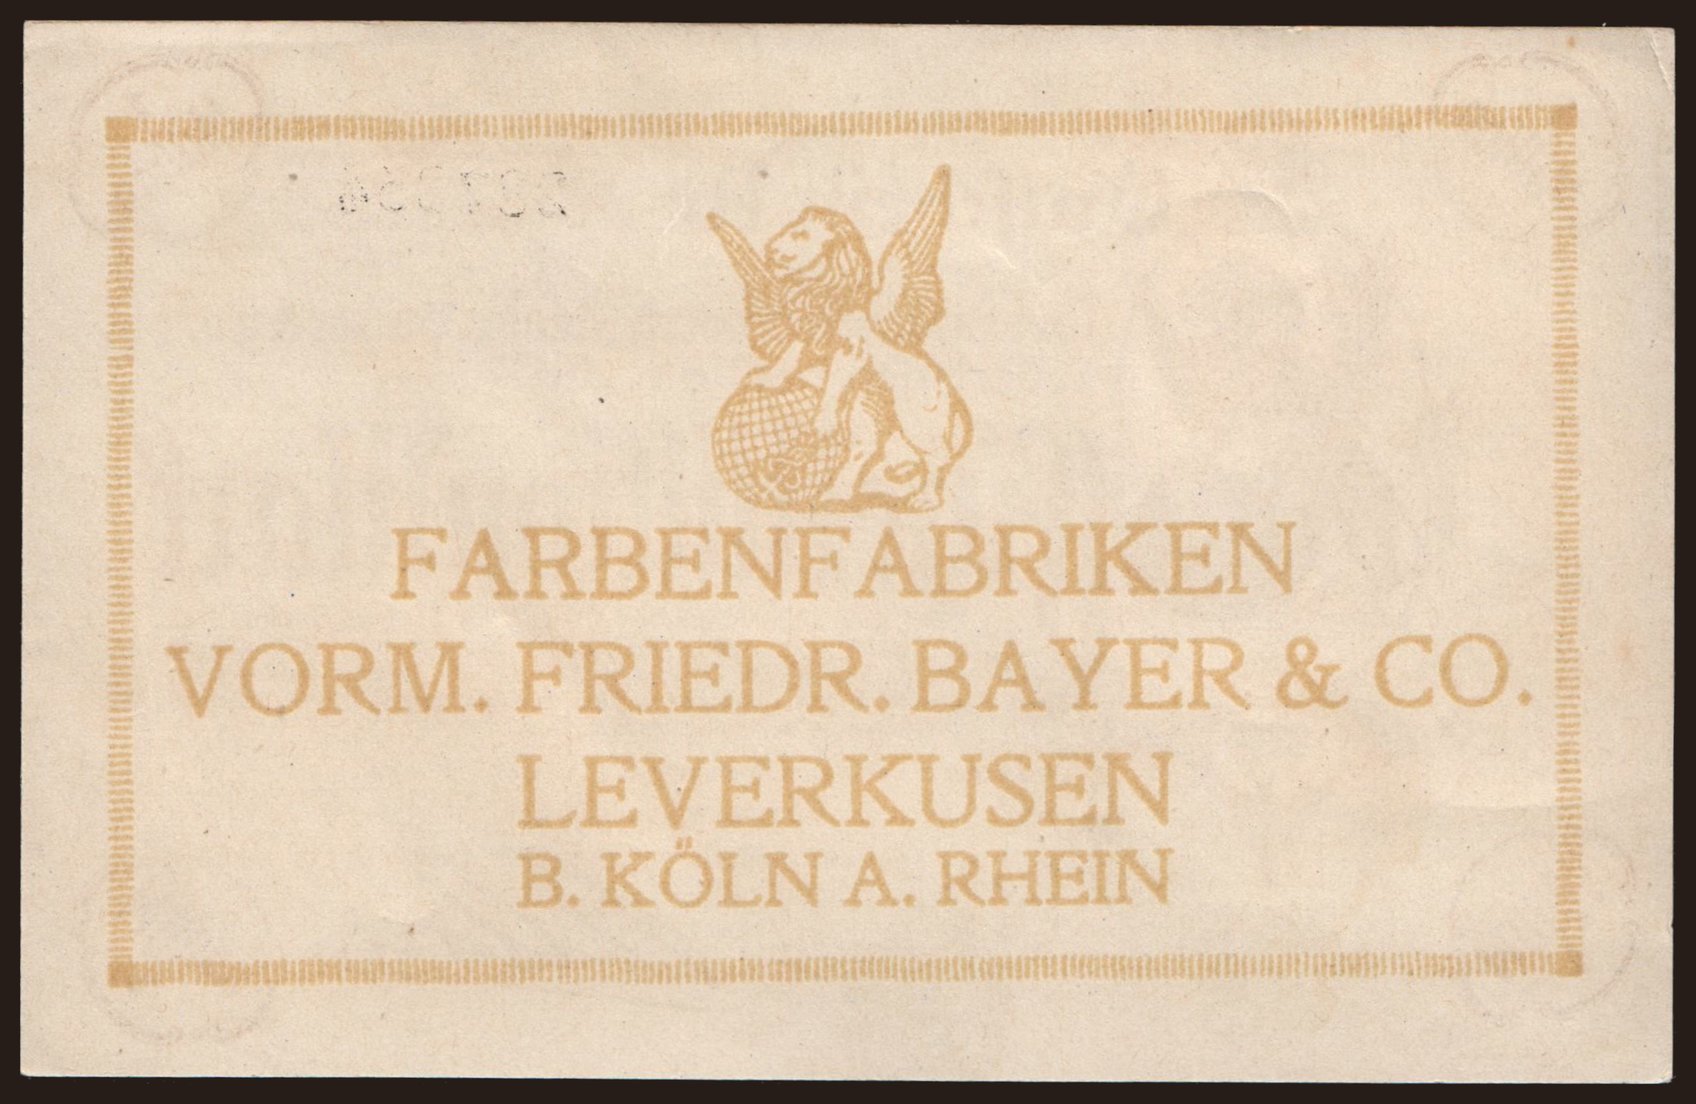 FARBENFABRIKEN
VORM. FRIEDR. BAYER & CO.
LEVERKUSEN
B. KÖLN A. RHEIN